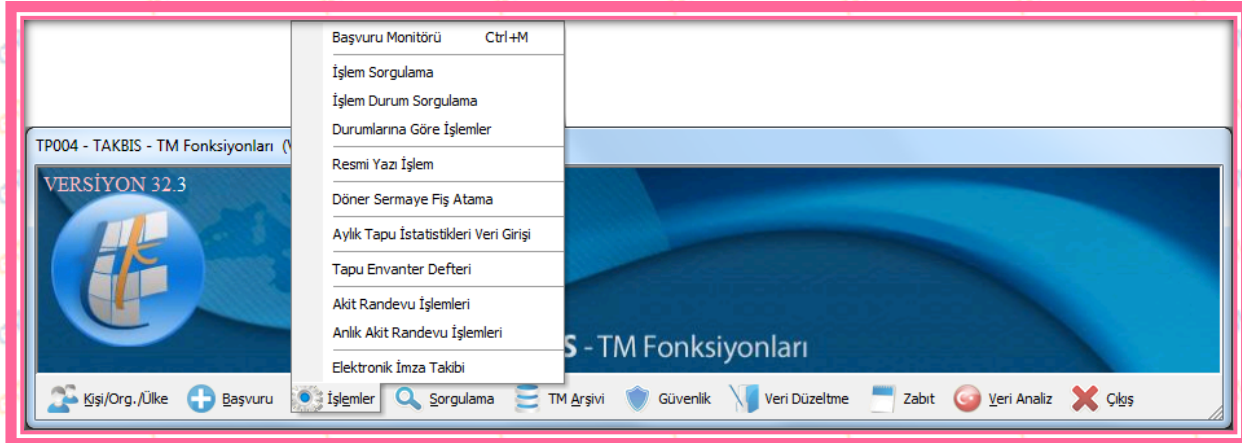 Başvuru Monitörü Ctrl+M
İşlem Sorgulama
İşlem Durum Sorgulama
Durumlarına Göre İşlemler
Resmi Yazı İşlem
Döner Sermaye Fiş Atama
Aylık Tapu İstatistikleri Veri Girişi
Tapu Envanter Defteri
Akit Randevu İşlemleri
Anlık Akit Randevu İşlemleri
Elektronik İmza Takibi
TP004 - TAKBIS - TM Fonksiyonları (
VERSİYON 32.3
S - TM Fonksiyonları
Kişi/Org./Ülke Başvuru İşlemler Sorgulama TM Arşivi Güvenlik Veri Düzeltme Zabıt Veri Analiz Çıkış